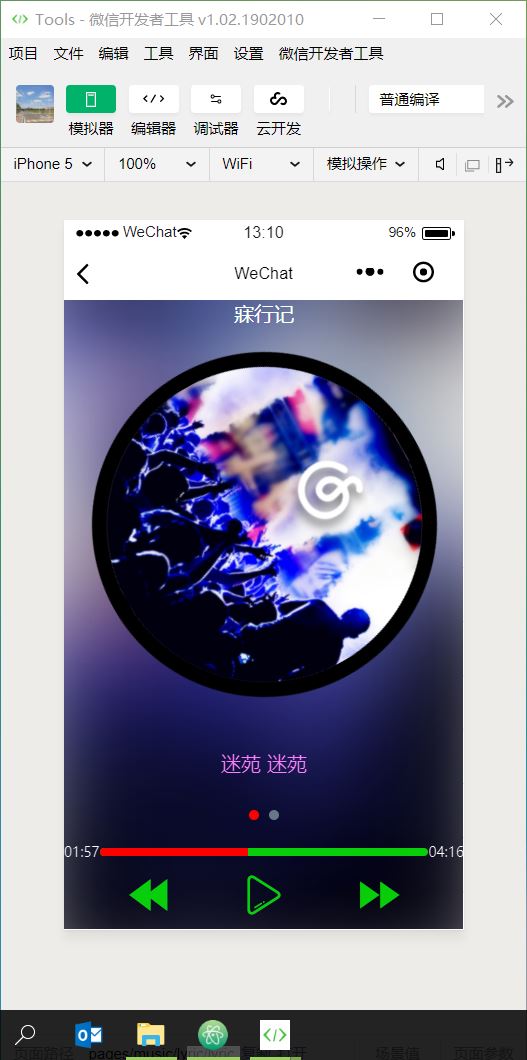 Tools - 微信开发者工具 v1.02.1902010
项目 文件 编辑 工具 界面 设置 微信开发者工具
普通编译
模拟器 编辑器 调试器 云开发
iPhone 5 100% WiFi 模拟操作
WeChat 13:10 96%
WeChat
寐行记
迷苑 迷苑
01:57 04:16
页面路径 pages/music/lyric/lyric 复制 打开 场景值 页面参数